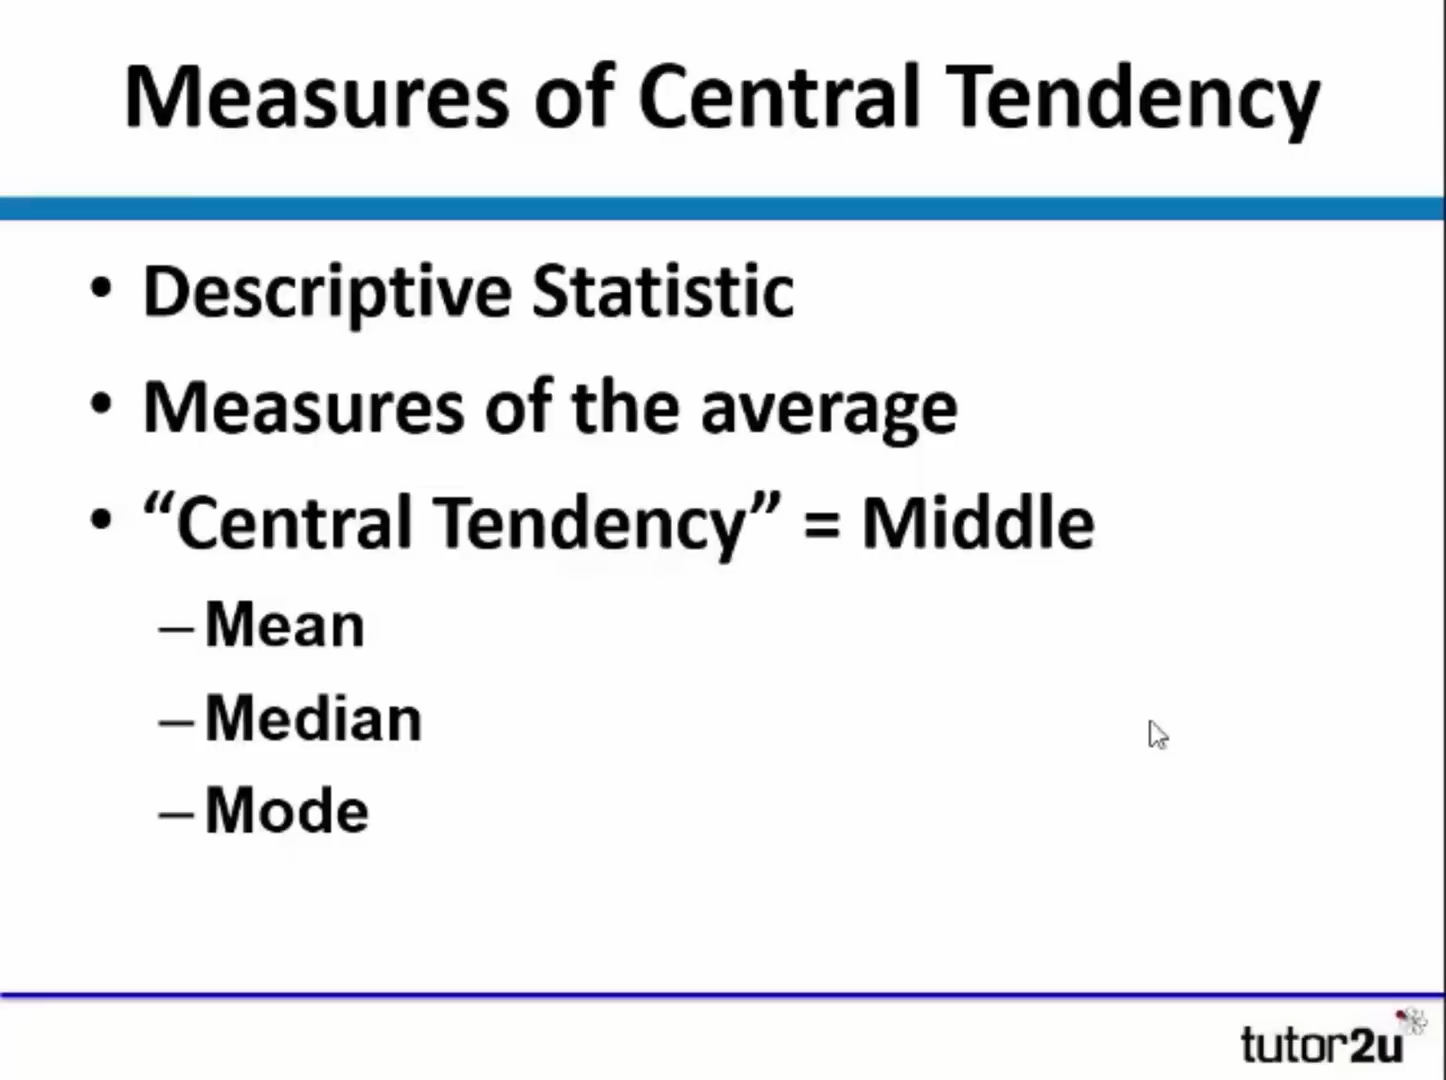 Measures of Central Tendency
• Descriptive Statistic
• Measures of the average
• “Central Tendency” = Middle
– Mean
– Median
– Mode
tutor2u